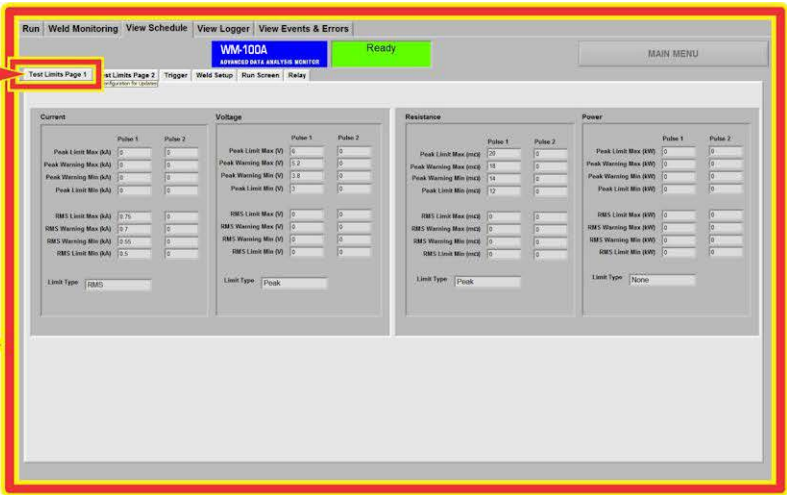 Run Weld Monitoring View Schedule View Logger View Events & Errors
WM-100A
ADVANCED DATA ANALYSIS MONITOR
Ready
MAIN MENU
Test Limits Page 1 est Limits Page 2 Trigger Weld Setup Run Screen Relay
onfiguration for Updates
Current
Pulse 1 Pulse 2
Peak Limit Max (kA) 0 0
Peak Warning Max (kA) 0 0
Peak Warning Min (kA) 0 0
Peak Limit Min (kA) 0 0
RMS Limit Max (kA) 0.75 0
RMS Warning Max (kA) 0.7 0
RMS Warning Min (kA) 0.55 0
RMS Limit Min (kA) 0.5 0
Limit Type RMS
Voltage
Pulse 1 Pulse 2
Peak Limit Max (V) 6 0
Peak Warning Max (V) 5.2 0
Peak Warning Min (V) 3.8 0
Peak Limit Min (V) 0
RMS Limit Max (V) 0 0
RMS Warning Max (V) 0 0
RMS Warning Min (V) 0 0
RMS Limit Min (V) 0 0
Limit Type Peak
Resistance
Pulse 1 Pulse 2
Peak Limit Max (mΩ) 20 0
Peak Warning Max (mΩ) 18 0
Peak Warning Min (mΩ) 14 0
Peak Limit Min (mΩ) 12 0
RMS Limit Max (mΩ) 0 0
RMS Warning Max (mΩ) 0 0
RMS Warning Min (mΩ) 0 0
RMS Limit Min (mΩ) 0 0
Limit Type Peak
Power
Pulse 1 Pulse 2
Peak Limit Max (kW) 0 0
Peak Warning Max (kW) 0 0
Peak Warning Min (kW) 0 0
Peak Limit Min (kW) 0 0
RMS Limit Max (kW) 0 0
RMS Warning Max (kW) 0 0
RMS Warning Min (kW) 0 0
RMS Limit Min (kW) 0 0
Limit Type None